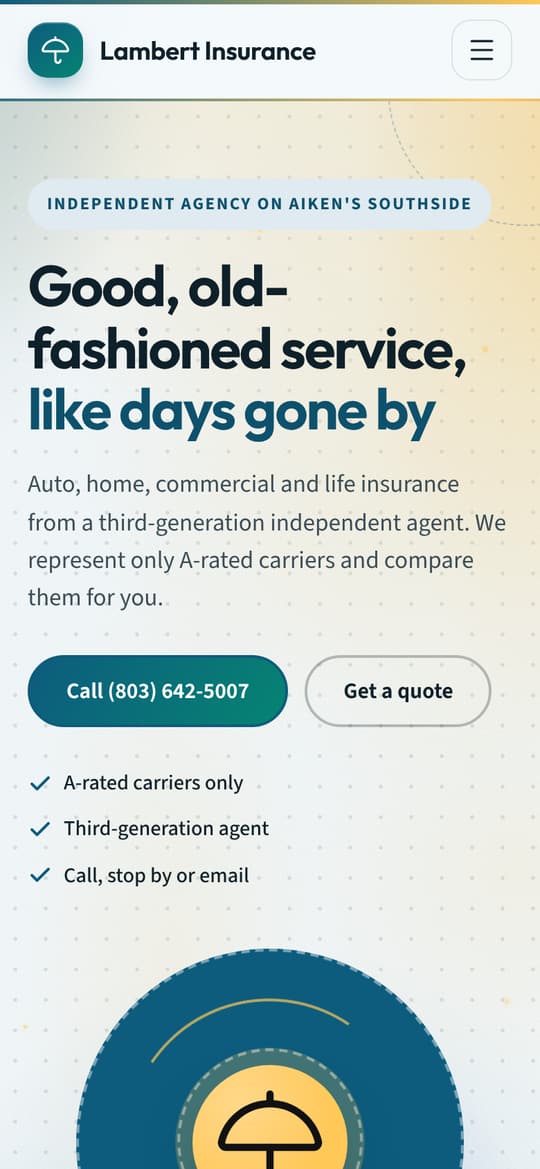 Lambert Insurance
INDEPENDENT AGENCY ON AIKEN'S SOUTHSIDE
Good, old-
fashioned service,
like days gone by
Auto, home, commercial and life insurance
from a third-generation independent agent. We
represent only A-rated carriers and compare
them for you.
Call (803) 642-5007
Get a quote
A-rated carriers only
Third-generation agent
Call, stop by or email